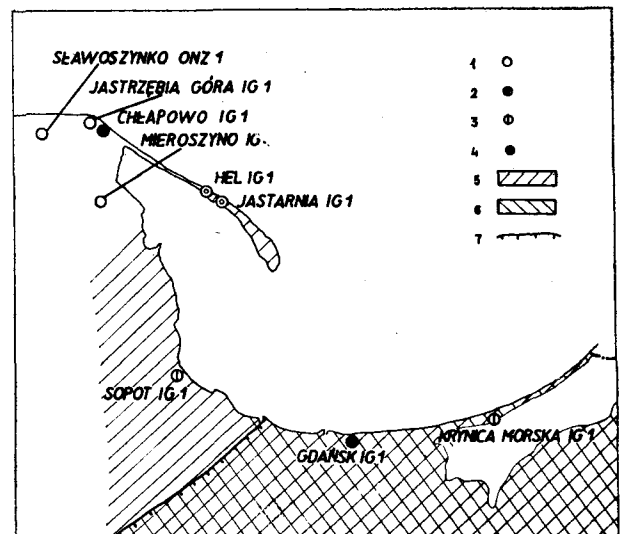 SŁAWOSZYNKO ONZ 1
JASTRZĘBIA GÓRA IG 1
CHŁAPOWO IG 1
MIEROSZYNO IG
HEL IG 1
JASTARNIA IG 1
SOPOT IG 1
GDAŃSK IG 1
KRYNICA MORSKA IG 1
1
2
3
4
5
6
7